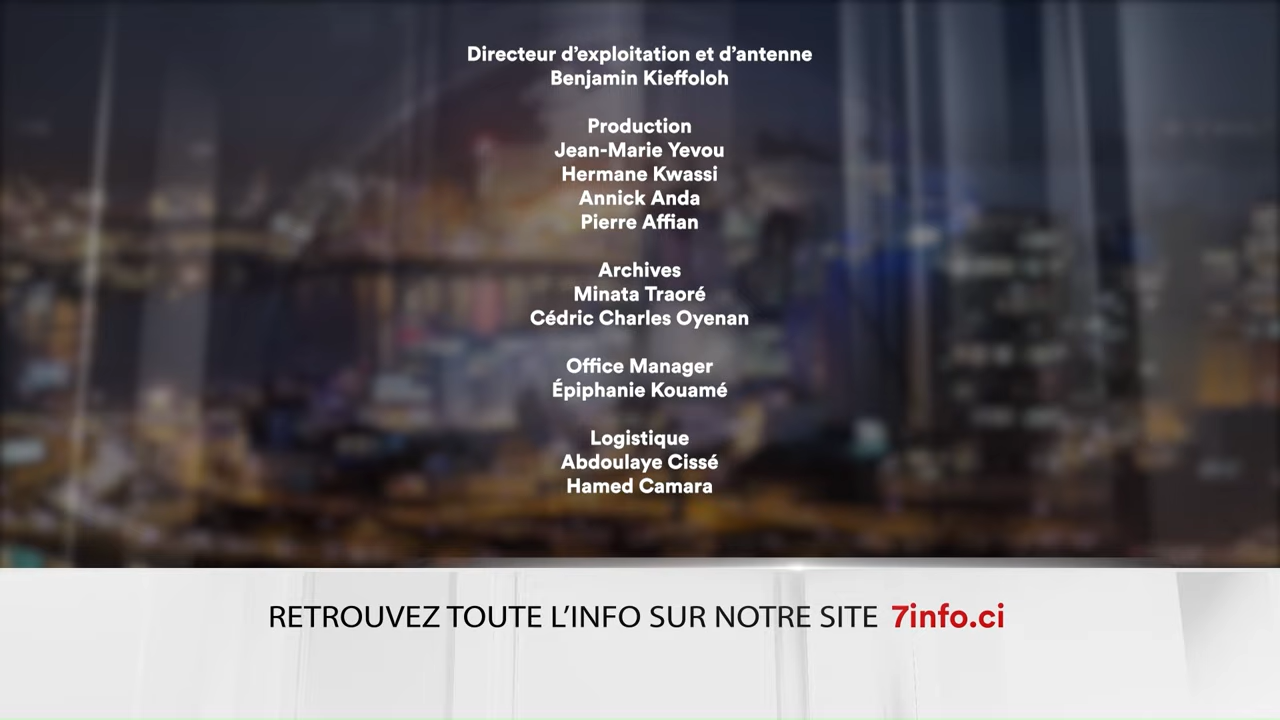 Directeur d’exploitation et d’antenne
Benjamin Kieffoloh
Production
Jean-Marie Yevou
Hermane Kwassi
Annick Anda
Pierre Affian
Archives
Minata Traoré
Cédric Charles Oyenan
Office Manager
Épiphanie Kouamé
Logistique
Abdoulaye Cissé
Hamed Camara
RETROUVEZ TOUTE L’INFO SUR NOTRE SITE 7info.ci